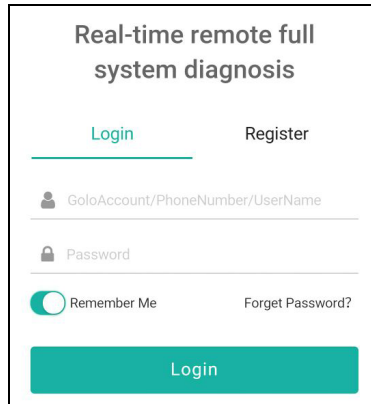 Real-time remote full
system diagnosis
Login Register
GoloAccount/PhoneNumber/UserName
Password
Remember Me Forget Password?
Login